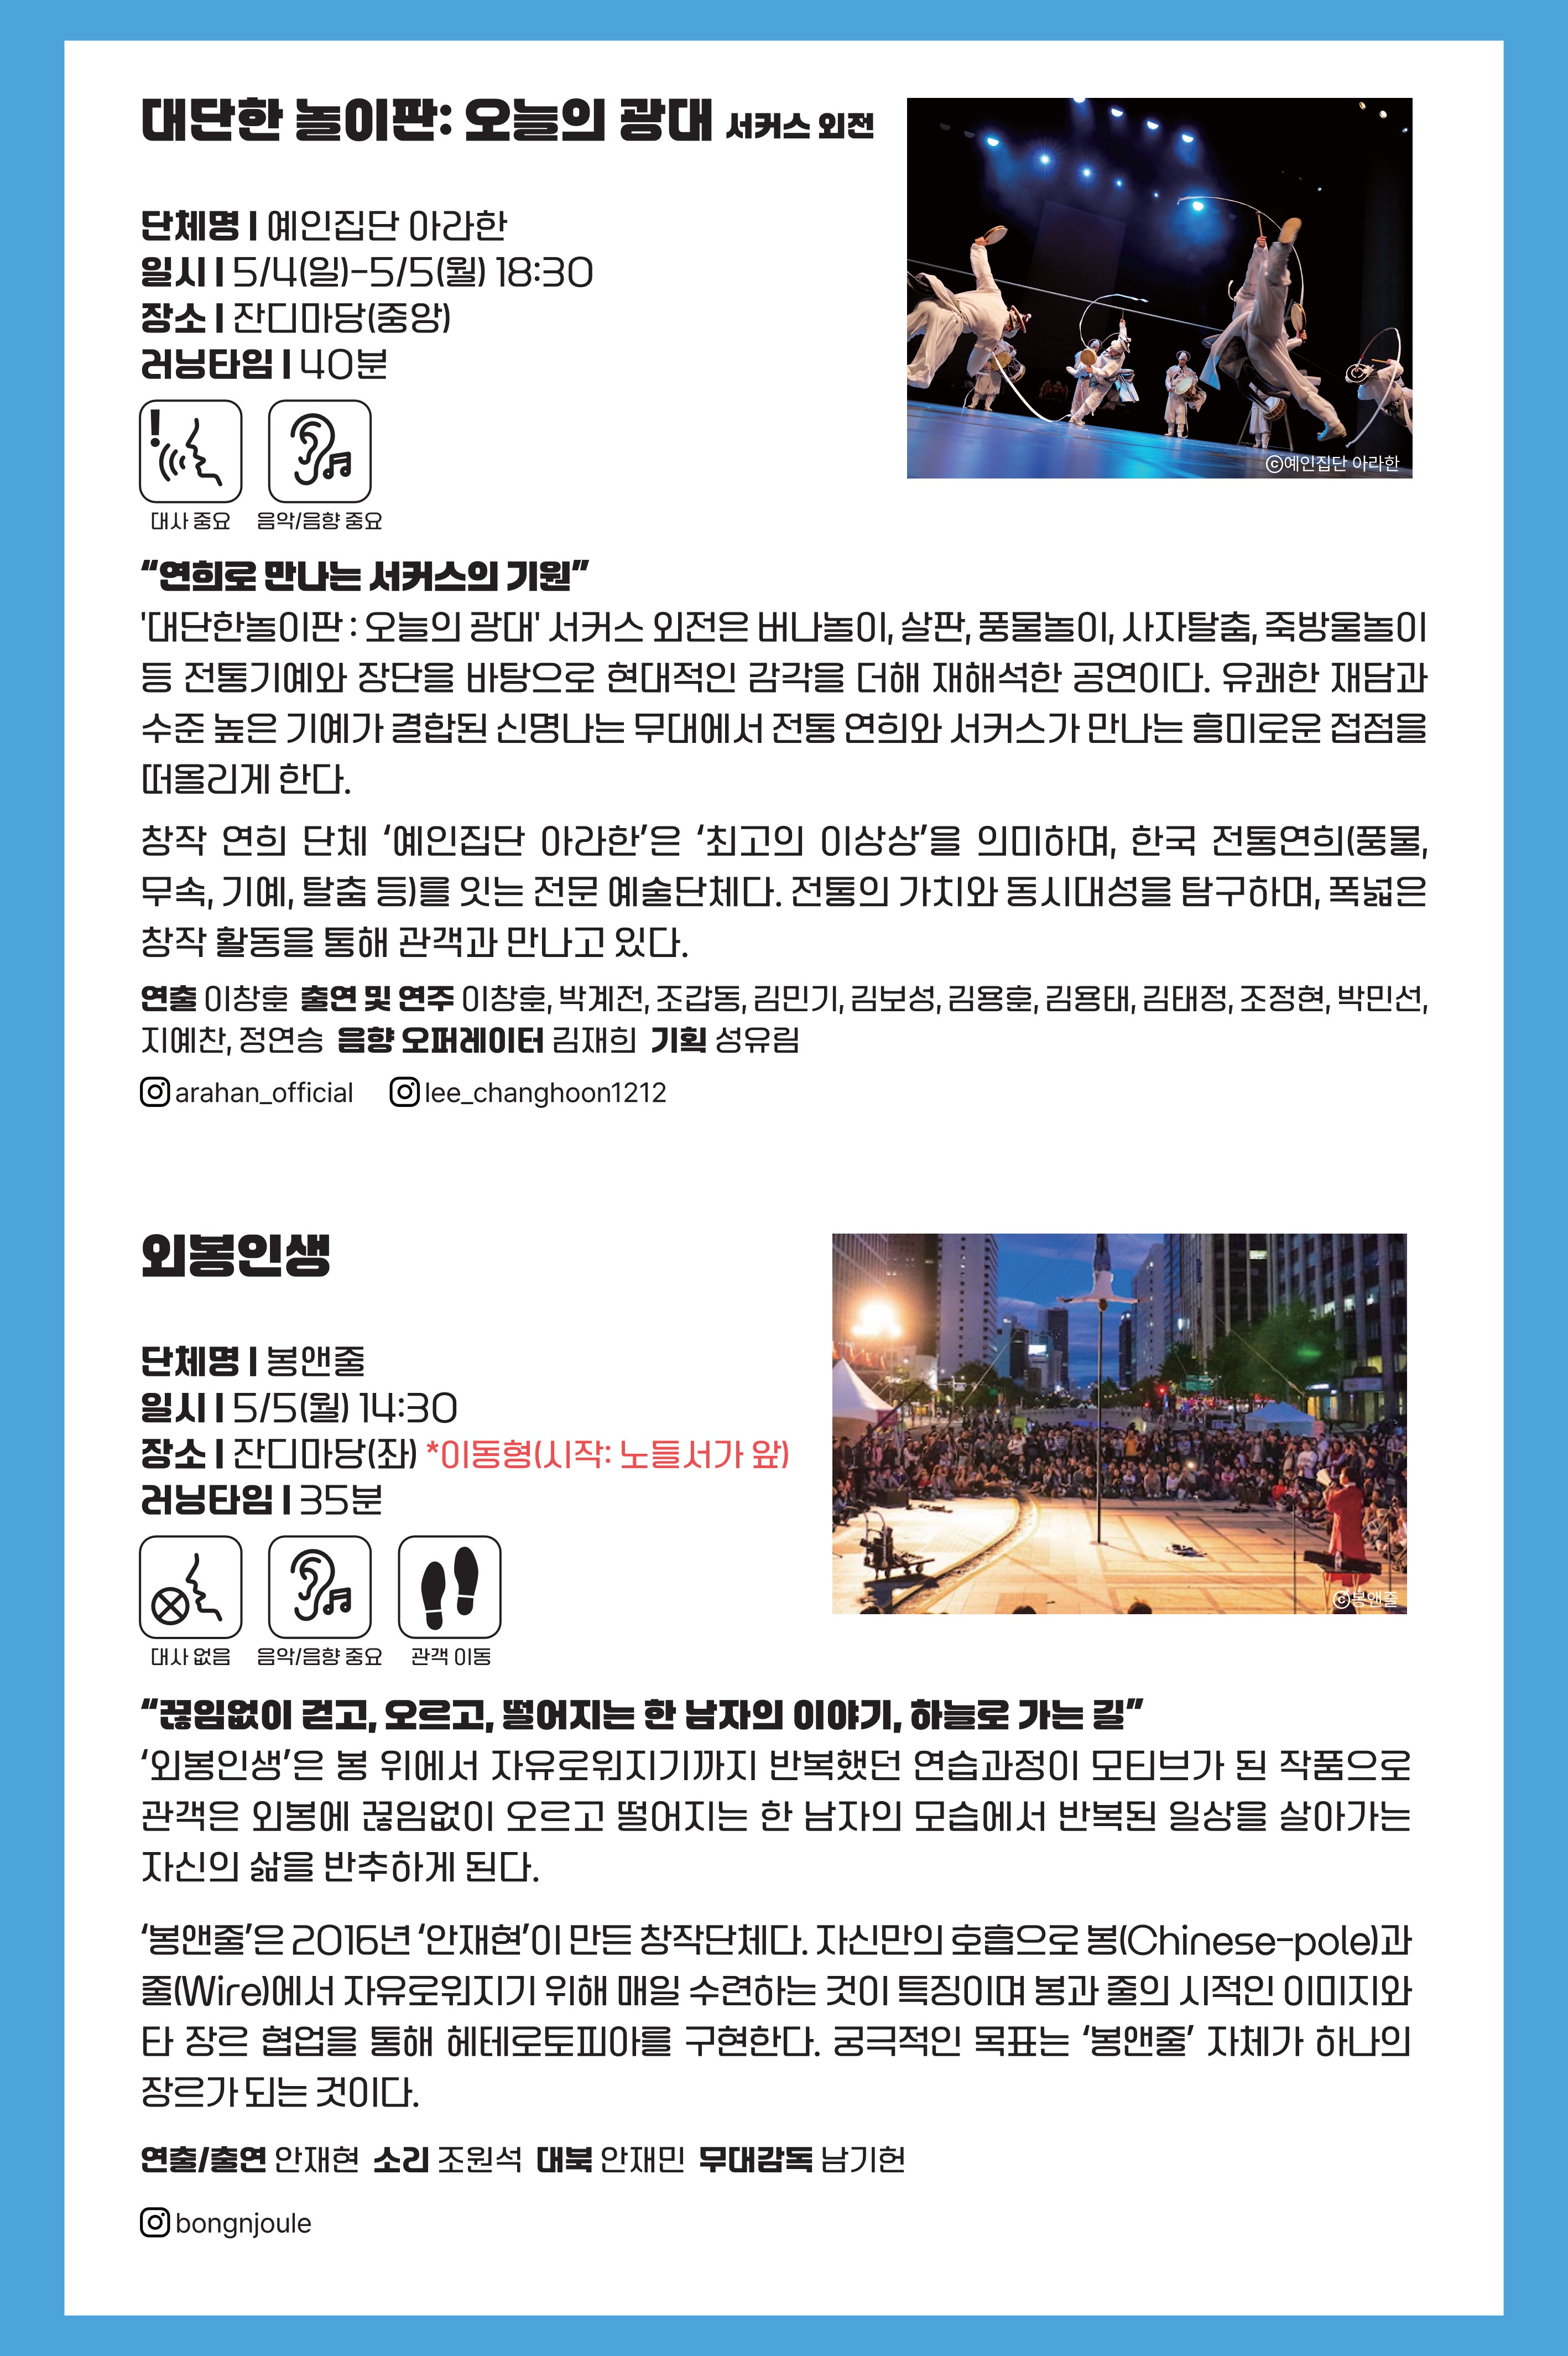 대단한 놀이판: 오늘의 광대 서커스 외전
단체명 | 예인집단 아라한
일시 | 5/4(일)-5/5(월) 18:30
장소 | 잔디마당(중앙)
러닝타임 | 40분
ⓒ예인집단 아라한
대사 중요 음악/음향 중요
“연희로 만나는 서커스의 기원”
'대단한놀이판 : 오늘의 광대' 서커스 외전은 버나놀이, 살판, 풍물놀이, 사자탈춤, 죽방울놀이
등 전통기예와 장단을 바탕으로 현대적인 감각을 더해 재해석한 공연이다. 유쾌한 재담과
수준 높은 기예가 결합된 신명나는 무대에서 전통 연희와 서커스가 만나는 흥미로운 접점을
떠올리게 한다.
창작 연희 단체 ‘예인집단 아라한’은 ‘최고의 이상상’을 의미하며, 한국 전통연희(풍물,
무속, 기예, 탈춤 등)를 잇는 전문 예술단체다. 전통의 가치와 동시대성을 탐구하며, 폭넓은
창작 활동을 통해 관객과 만나고 있다.
연출 이창훈 출연 및 연주 이창훈, 박계전, 조갑동, 김민기, 김보성, 김용훈, 김용태, 김태정, 조정현, 박민선,
지예찬, 정연승 음향 오퍼레이터 김재희 기획 성유림
arahan_official lee_changhoon1212
외봉인생
단체명 | 봉앤줄
일시 | 5/5(월) 14:30
장소 | 잔디마당(좌) *이동형(시작: 노들서가 앞)
러닝타임 | 35분
ⓒ봉앤줄
대사 없음 음악/음향 중요 관객 이동
“끊임없이 걷고, 오르고, 떨어지는 한 남자의 이야기, 하늘로 가는 길”
‘외봉인생’은 봉 위에서 자유로워지기까지 반복했던 연습과정이 모티브가 된 작품으로
관객은 외봉에 끊임없이 오르고 떨어지는 한 남자의 모습에서 반복된 일상을 살아가는
자신의 삶을 반추하게 된다.
‘봉앤줄’은 2016년 ‘안재현’이 만든 창작단체다. 자신만의 호흡으로 봉(Chinese-pole)과
줄(Wire)에서 자유로워지기 위해 매일 수련하는 것이 특징이며 봉과 줄의 시적인 이미지와
타 장르 협업을 통해 헤테로토피아를 구현한다. 궁극적인 목표는 ‘봉앤줄’ 자체가 하나의
장르가 되는 것이다.
연출/출연 안재현 소리 조원석 대북 안재민 무대감독 남기헌
bongnjoule